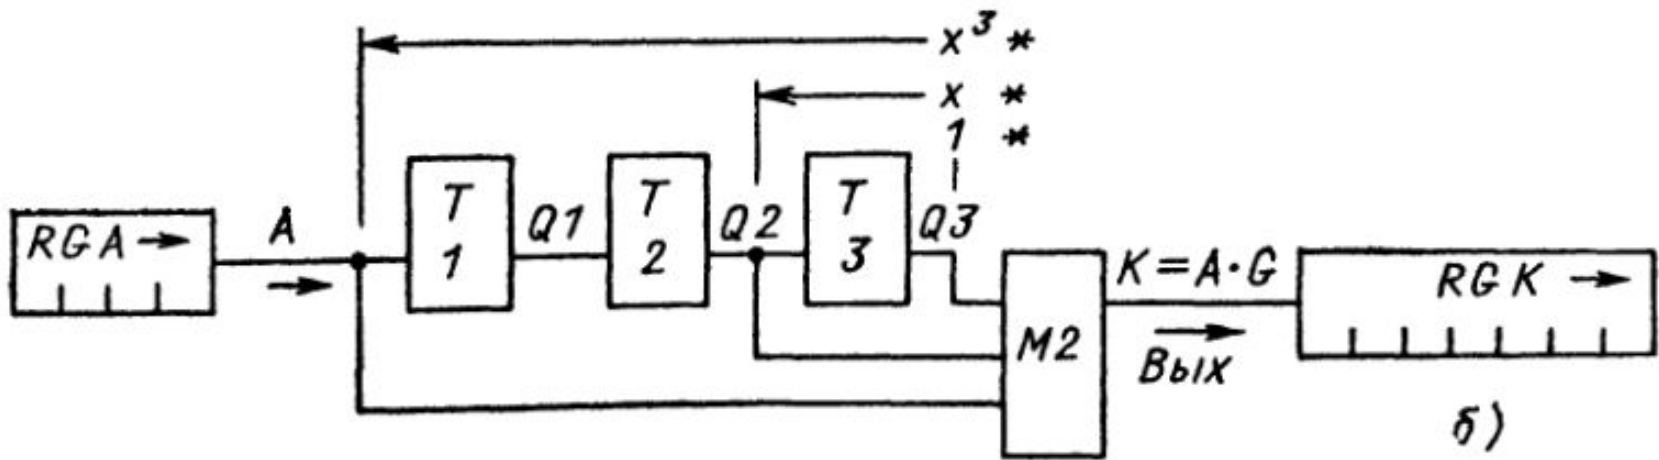 x³ *
x *
1 *
RGA →
A
T 1
Q1
T 2
Q2
T 3
Q3
M2
K=A·G
Вых
RGK →
б)